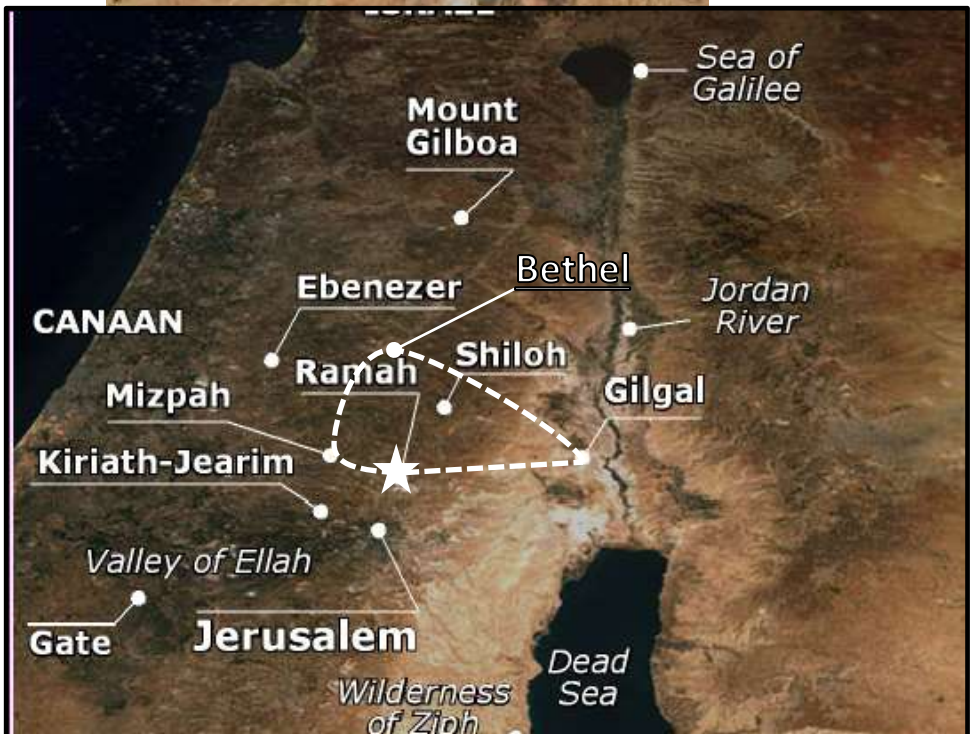 ISRAEL
Sea of
Galilee
Mount
Gilboa
Bethel
Ebenezer
Jordan
River
CANAAN
Shiloh
Ramah
Gilgal
Mizpah
Kiriath-Jearim
Valley of Ellah
Gate
Jerusalem
Dead
Sea
Wilderness
of Ziph